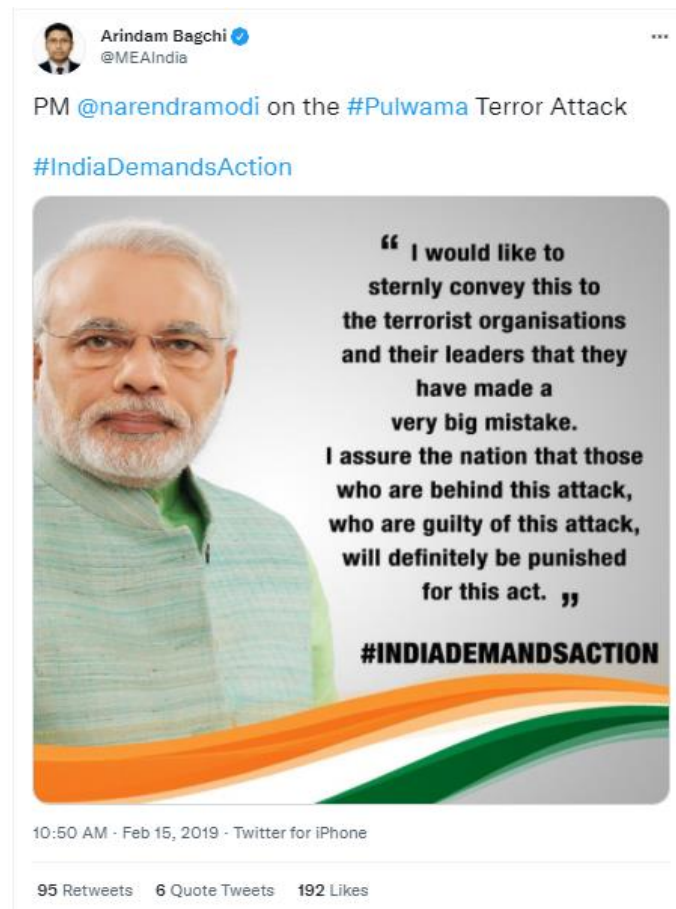 Arindam Bagchi
@MEAIndia
PM @narendramodi on the #Pulwama Terror Attack
#IndiaDemandsAction
“ I would like to
sternly convey this to
the terrorist organisations
and their leaders that they
have made a
very big mistake.
I assure the nation that those
who are behind this attack,
who are guilty of this attack,
will definitely be punished
for this act. „
#INDIADEMANDSACTION
10:50 AM · Feb 15, 2019 · Twitter for iPhone
95 Retweets 6 Quote Tweets 192 Likes